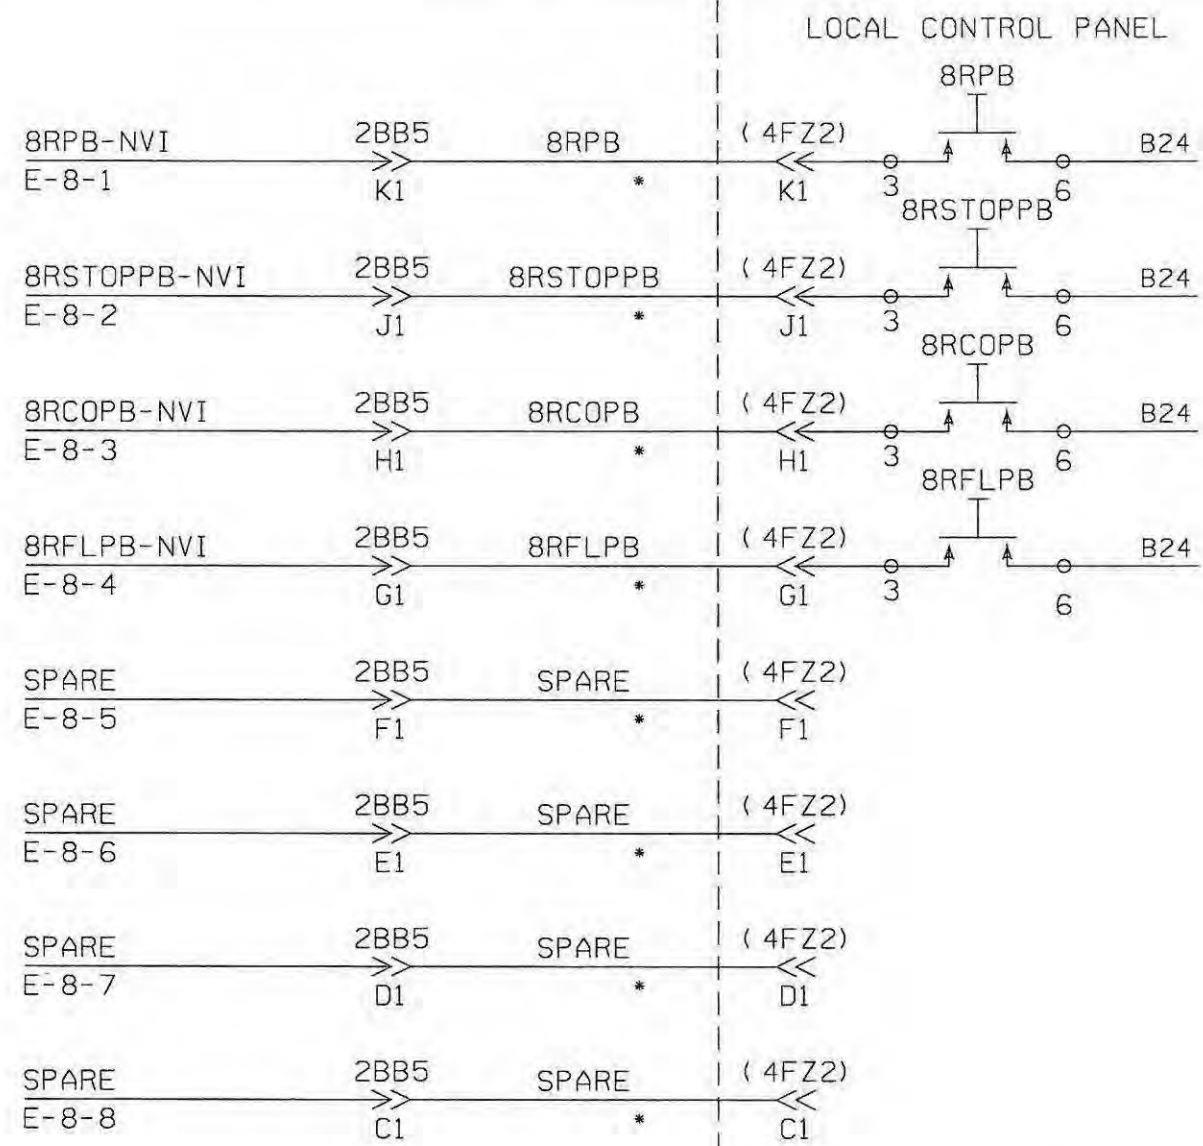 LOCAL CONTROL PANEL
8RPB
8RPB-NVI 2BB5 8RPB (4FZ2) B24
E-8-1 K1 * K1 3 6
8RSTOPPB
8RSTOPPB-NVI 2BB5 8RSTOPPB (4FZ2) B24
E-8-2 J1 * J1 3 6
8RCOPB
8RCOPB-NVI 2BB5 8RCOPB (4FZ2) B24
E-8-3 H1 * H1 3 6
8RFLPB
8RFLPB-NVI 2BB5 8RFLPB (4FZ2) B24
E-8-4 G1 * G1 3 6
SPARE 2BB5 SPARE (4FZ2)
E-8-5 F1 * F1
SPARE 2BB5 SPARE (4FZ2)
E-8-6 E1 * E1
SPARE 2BB5 SPARE (4FZ2)
E-8-7 D1 * D1
SPARE 2BB5 SPARE (4FZ2)
E-8-8 C1 * C1